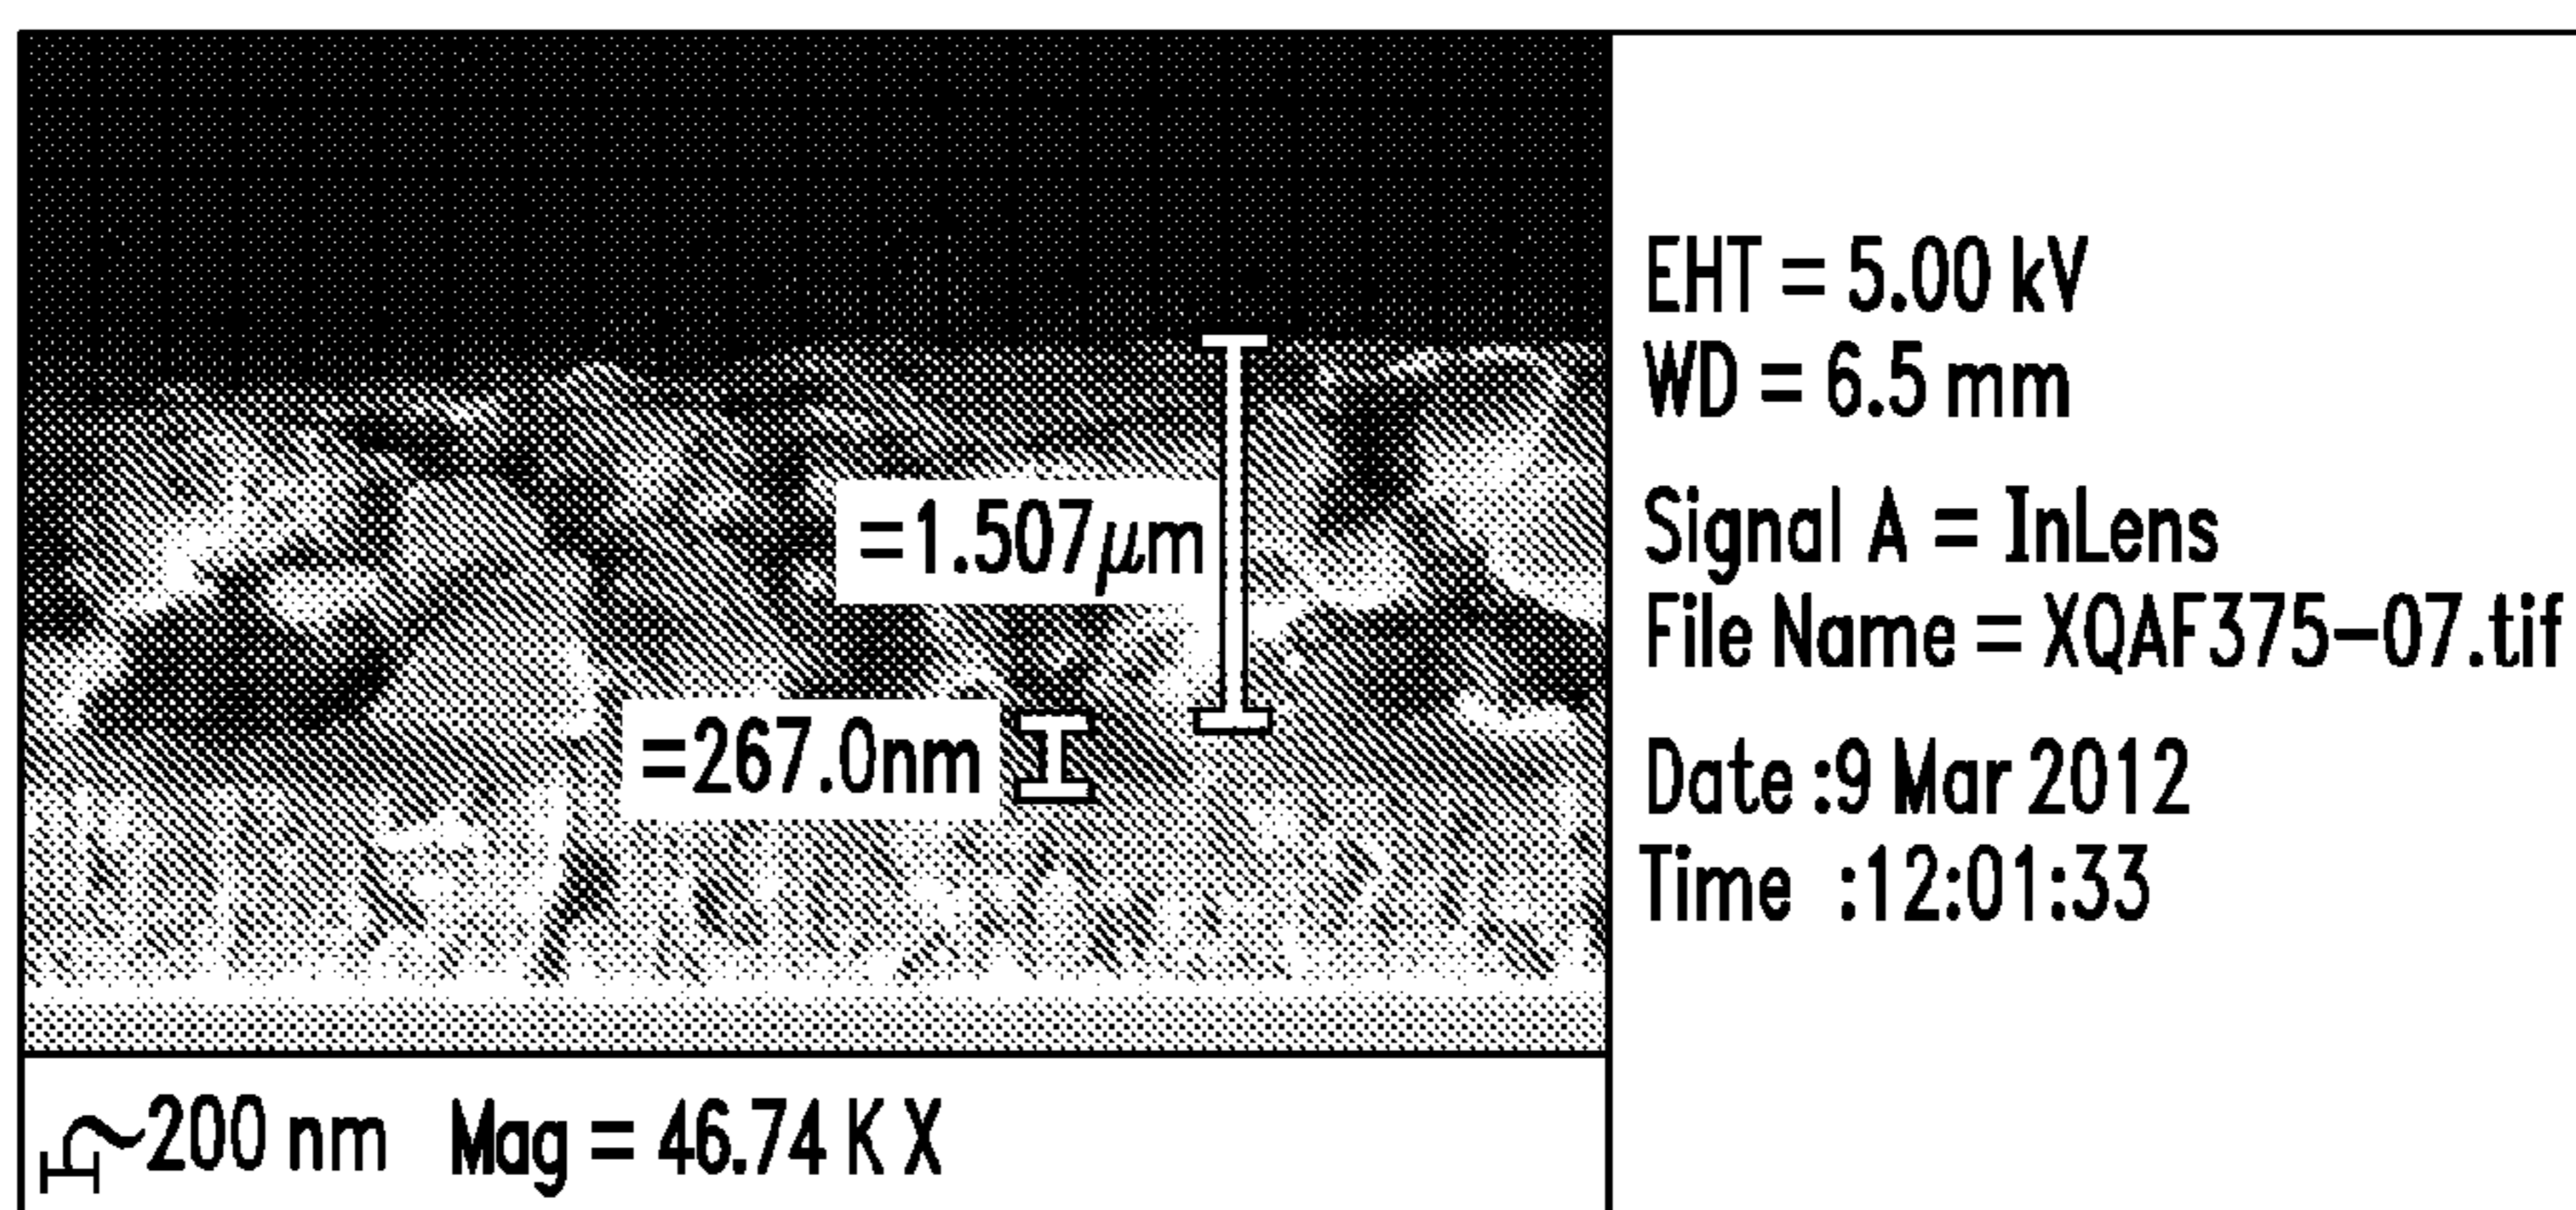 =1.507μm
=267.0nm
200 nm Mag = 46.74 K X
EHT = 5.00 kV
WD = 6.5 mm
Signal A = InLens
File Name = XQAF375-07.tif
Date :9 Mar 2012
Time :12:01:33